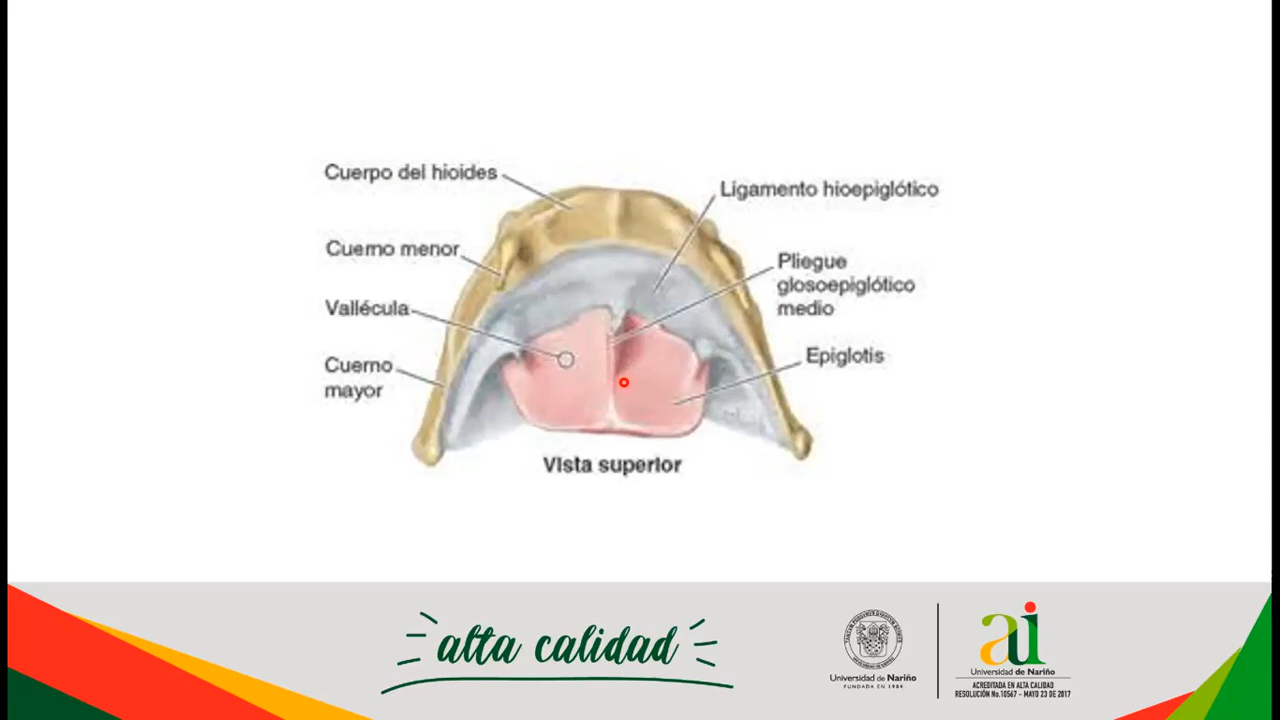 Cuerpo del hioides
Ligamento hioepiglótico
Cuerno menor
Pliegue
glosoepiglótico
medio
Vallécula
Epiglotis
Cuerno
mayor
Vista superior
alta calidad
Universidad de Nariño
FUNDADA EN 1904
ai
Universidad de Nariño
ACREDITADA EN ALTA CALIDAD
RESOLUCIÓN No.10567 - MAYO 23 DE 2017